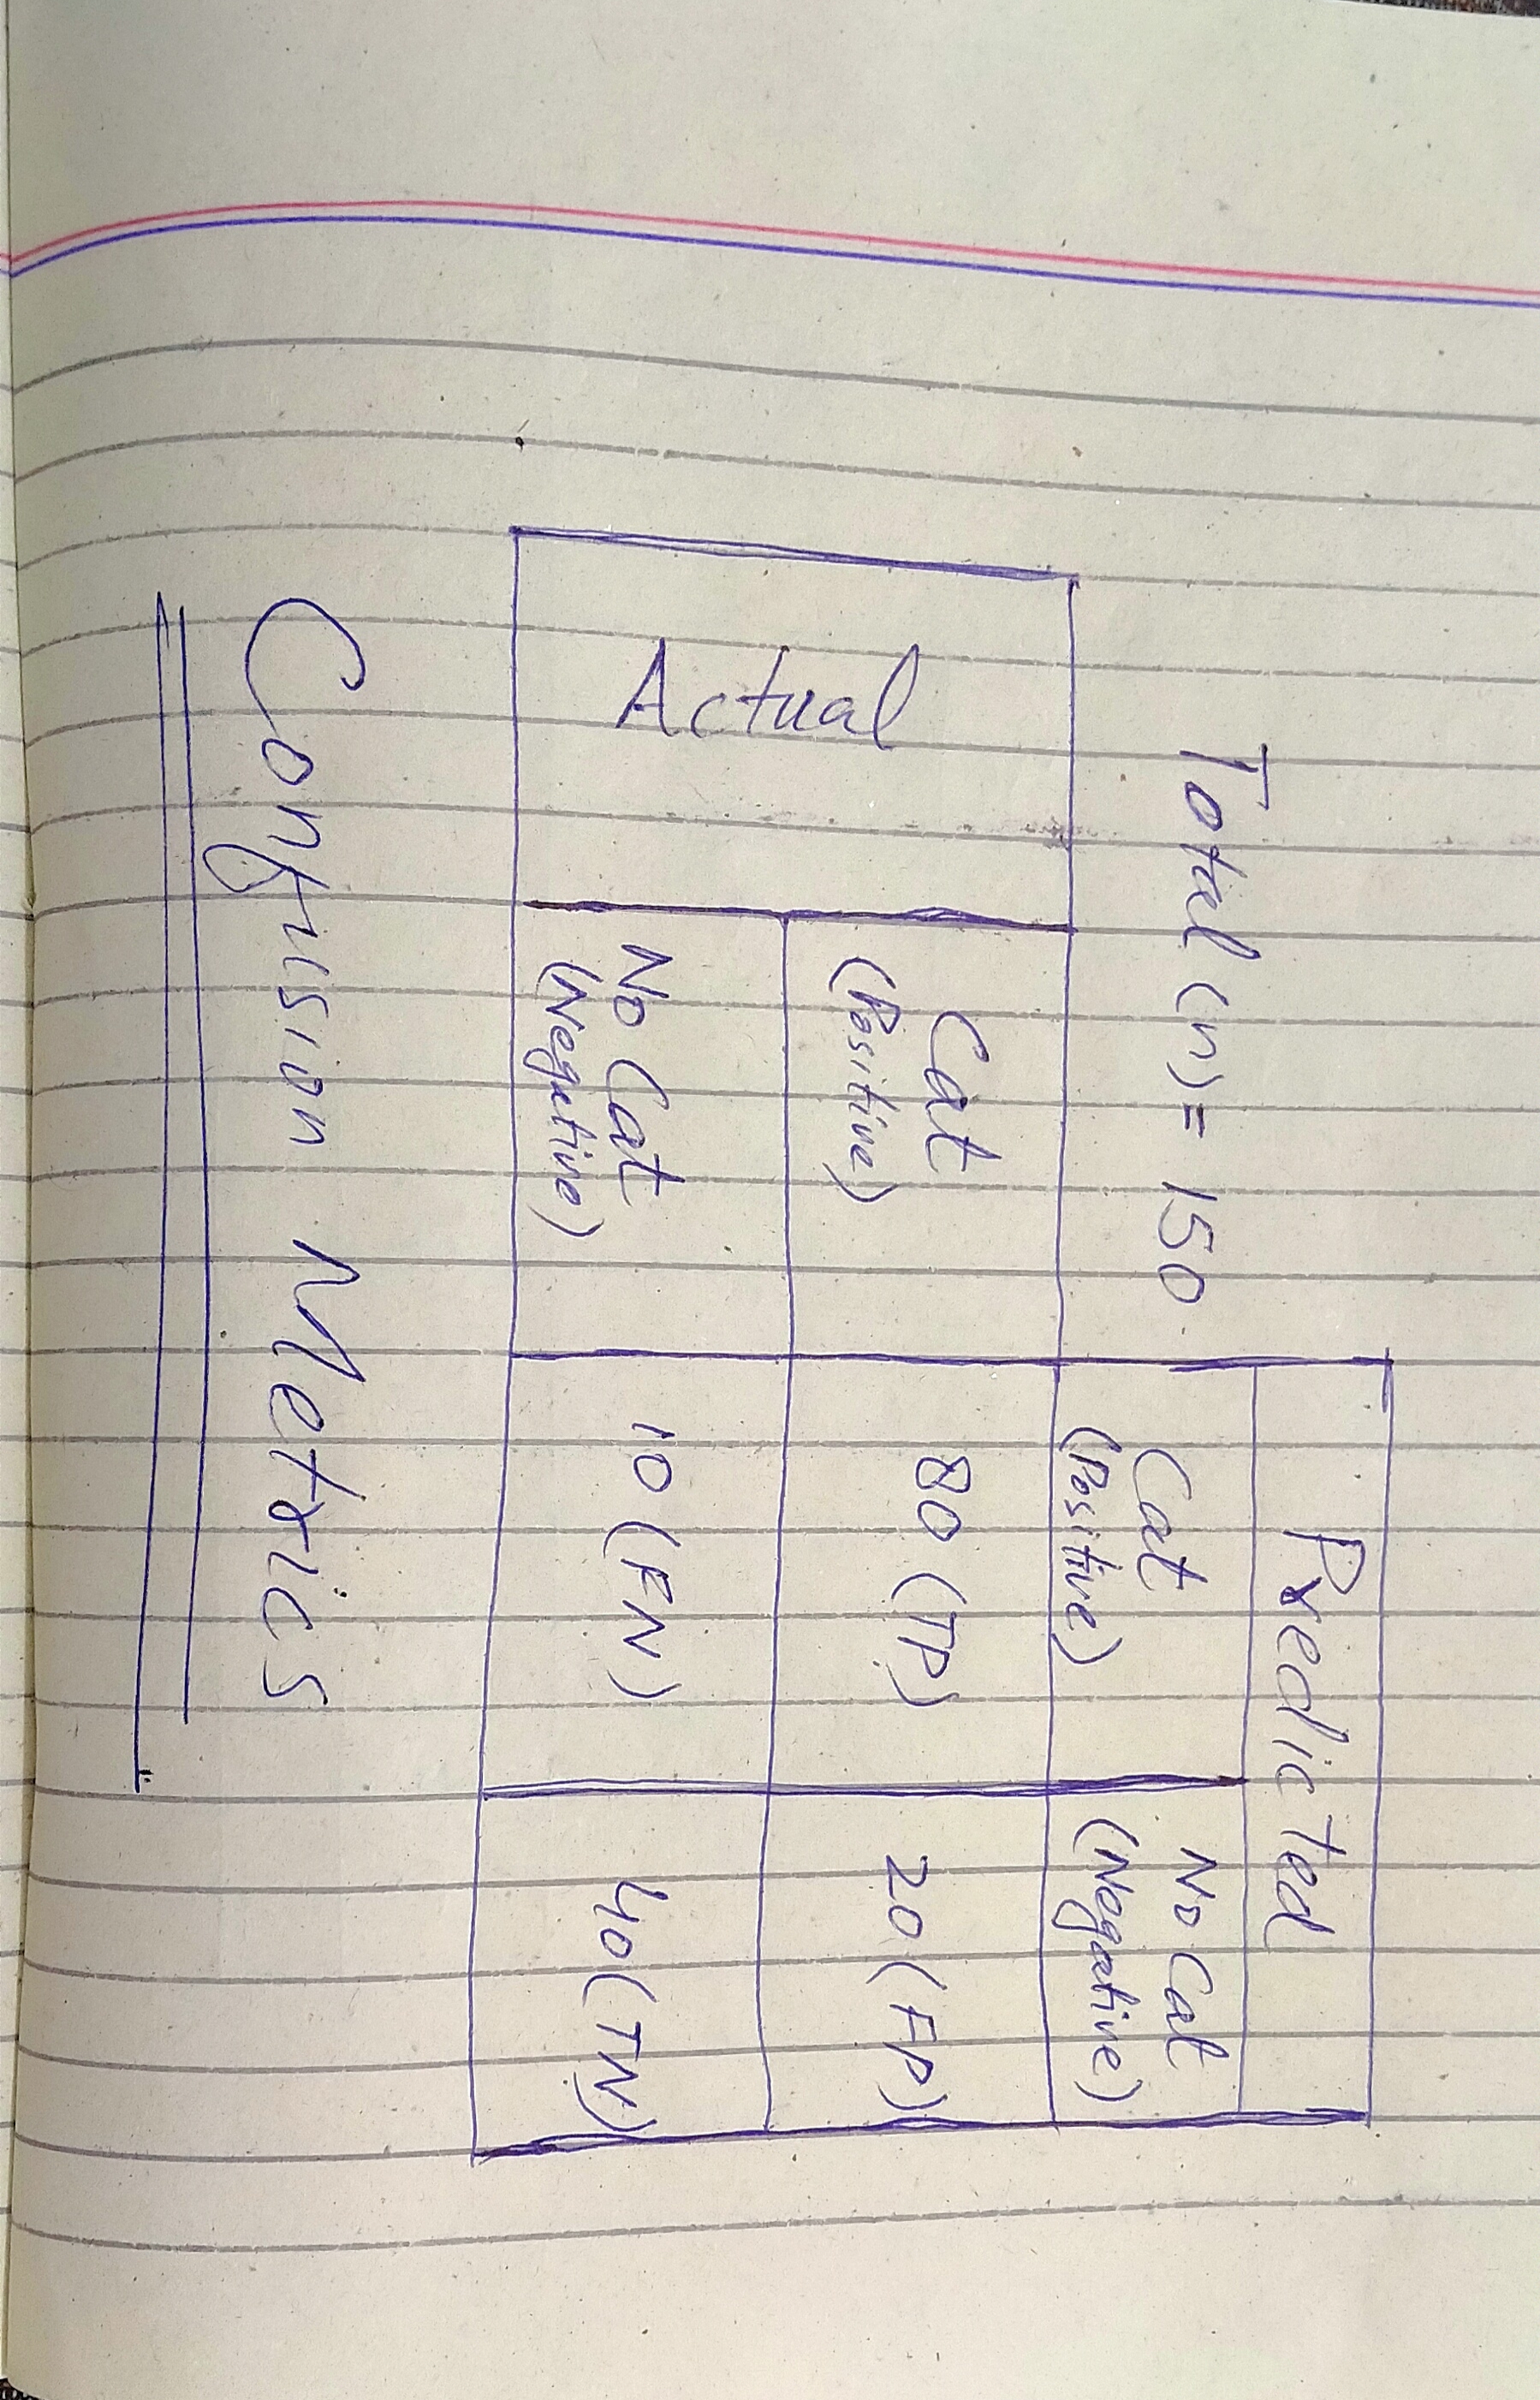 Total (n) = 150
Predicted
Cat
(Positive)
No Cat
(Negative)
Actual
Cat
(Positive)
80 (TP)
20 (FP)
No Cat
(Negative)
10 (FN)
40 (TN)
Confusion Metrics